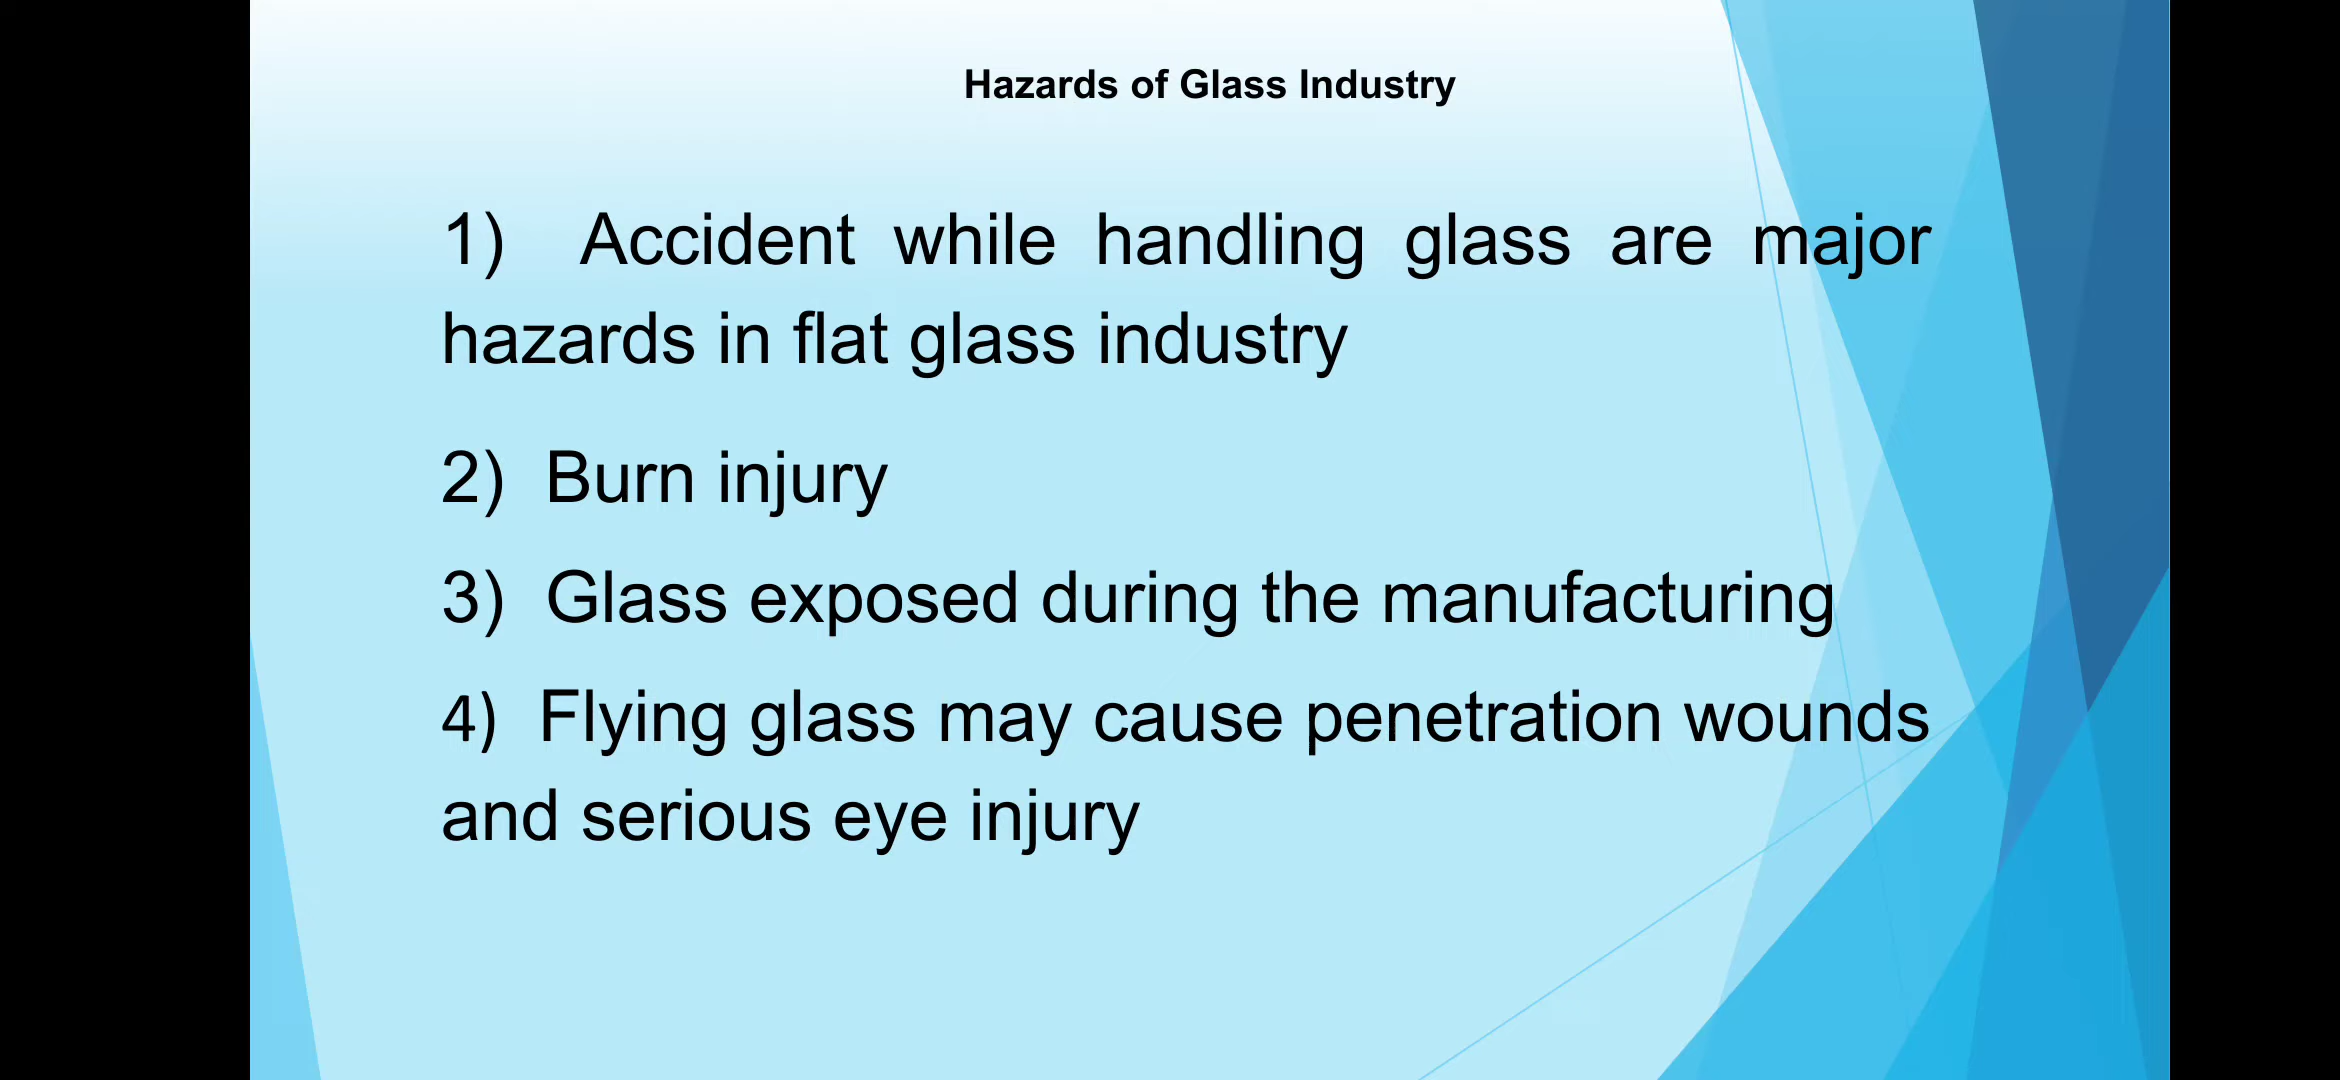 Hazards of Glass Industry
1) Accident while handling glass are major
hazards in flat glass industry
2) Burn injury
3) Glass exposed during the manufacturing
4) Flying glass may cause penetration wounds
and serious eye injury